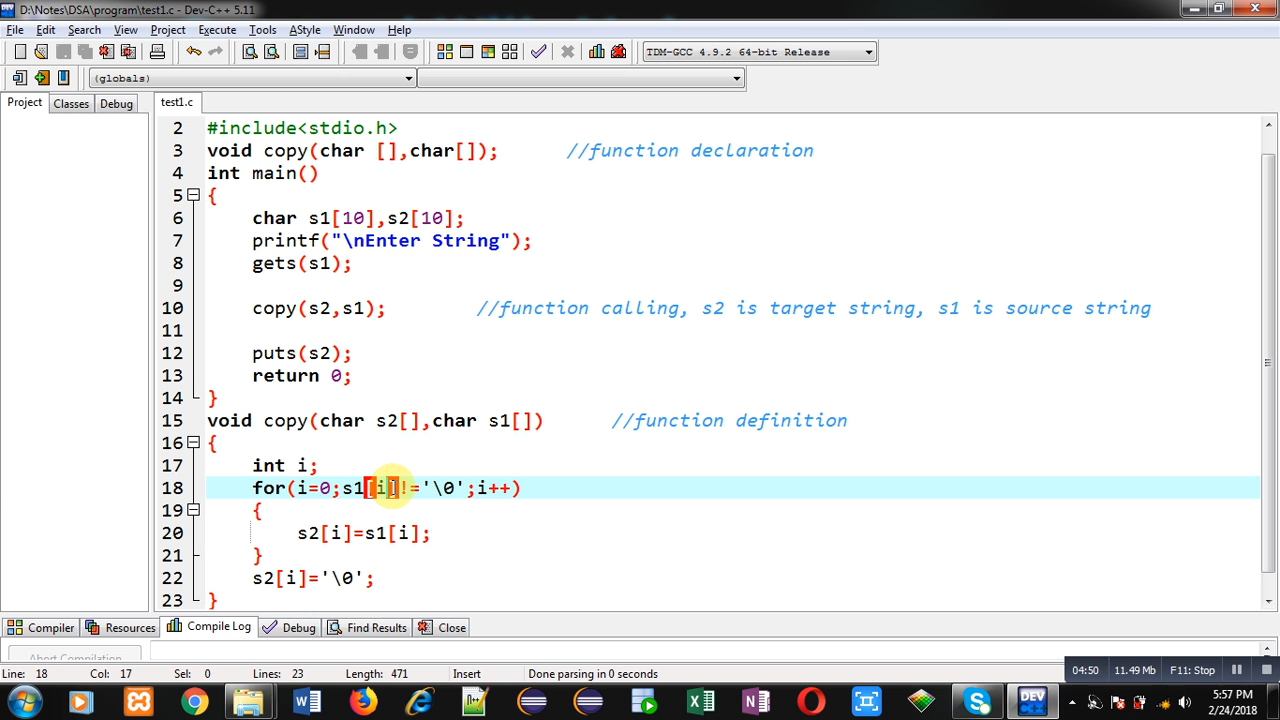 D:\Notes\DSA\program\test1.c - Dev-C++ 5.11
File Edit Search View Project Execute Tools AStyle Window Help
TDM-GCC 4.9.2 64-bit Release
(globals)
Project Classes Debug test1.c
2 #include<stdio.h>
3 void copy(char [],char[]); //function declaration
4 int main()
5 {
6 char s1[10],s2[10];
7 printf("\nEnter String");
8 gets(s1);
9
10 copy(s2,s1); //function calling, s2 is target string, s1 is source string
11
12 puts(s2);
13 return 0;
14 }
15 void copy(char s2[],char s1[]) //function definition
16 {
17 int i;
18 for(i=0;s1[i]!='\0';i++)
19 {
20 s2[i]=s1[i];
21 }
22 s2[i]='\0';
23 }
Compiler Resources Compile Log Debug Find Results Close
Abort Compilation
Line: 18 Col: 17 Sel: 0 Lines: 23 Length: 471 Insert Done parsing in 0 seconds
04:50 11.49 Mb F11: Stop
5:57 PM
2/24/2018